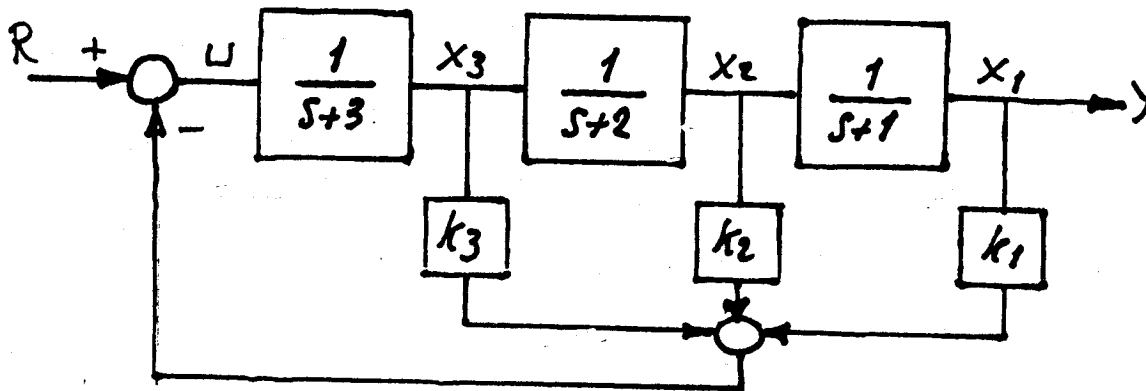 R + u 1/(s+3) x3 1/(s+2) x2 1/(s+1) x1 y
−
k3 k2 k1